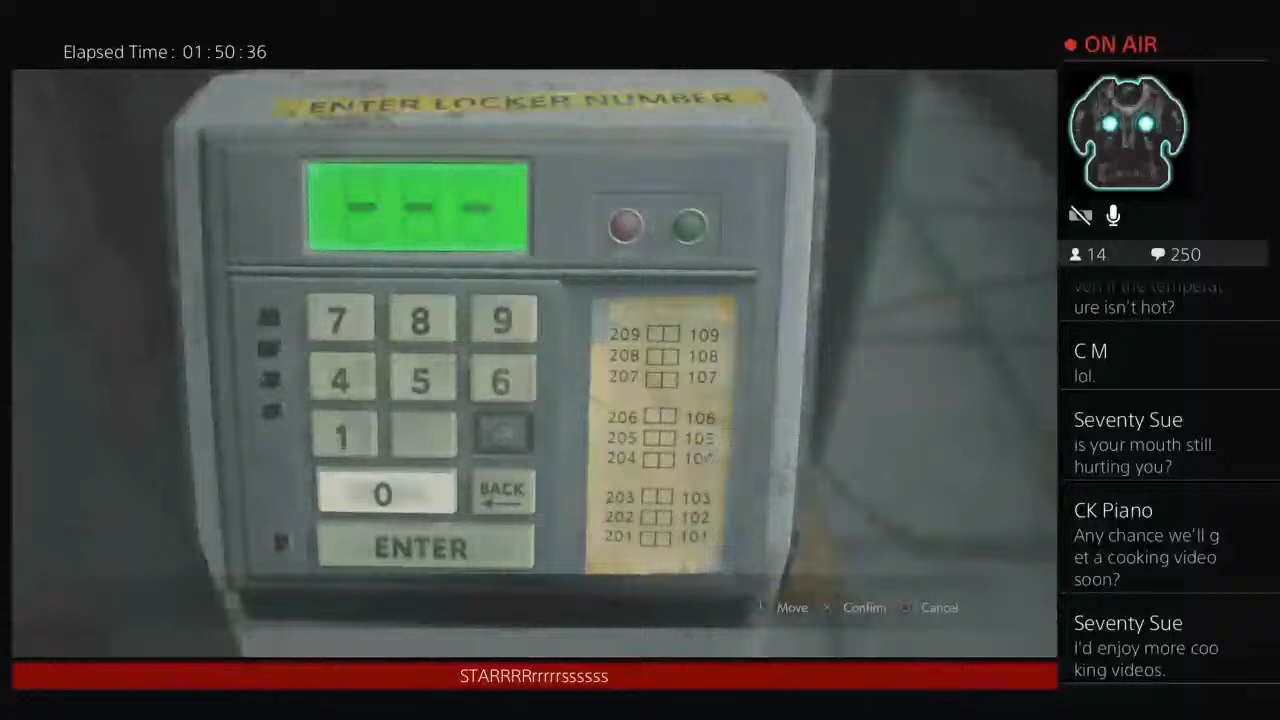 Elapsed Time: 01:50:36
ON AIR
ENTER LOCKER NUMBER
- - -
7 8 9
4 5 6
1
0 BACK
ENTER
209 109
208 108
207 107
206 106
205 105
204
203 103
202 102
201 101
Move Confirm Cancel
STARRRRrrrrrssssss
14 250
temperat
ure isn't hot?
C M
lol.
Seventy Sue
is your mouth still
hurting you?
CK Piano
Any chance we'll g
et a cooking video
soon?
Seventy Sue
I'd enjoy more coo
king videos.